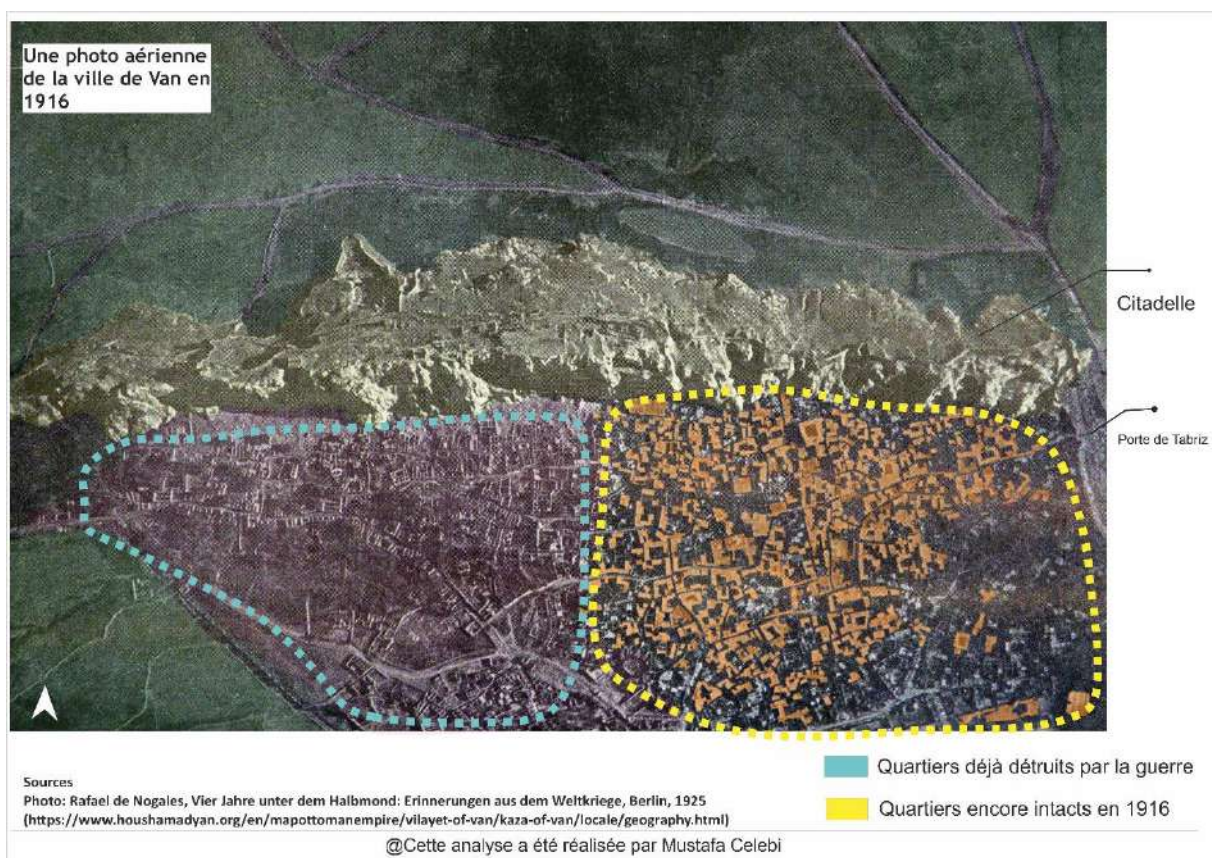 Une photo aérienne
de la ville de Van en
1916
Citadelle
Porte de Tabriz
Quartiers déjà détruits par la guerre
Quartiers encore intacts en 1916
Sources
Photo: Rafael de Nogales, Vier Jahre unter dem Halbmond: Erinnerungen aus dem Weltkriege, Berlin, 1925
(https://www.houshamadyan.org/en/mapottomanempire/vilayet-of-van/kaza-of-van/locale/geography.html)
@Cette analyse a été réalisée par Mustafa Celebi